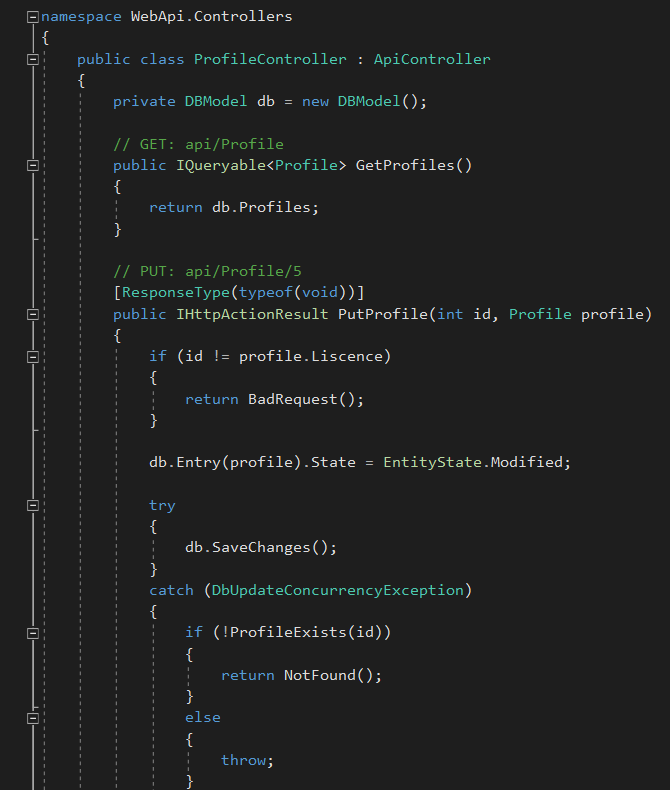 namespace WebApi.Controllers
{
public class ProfileController : ApiController
{
private DBModel db = new DBModel();
// GET: api/Profile
public IQueryable<Profile> GetProfiles()
{
return db.Profiles;
}
// PUT: api/Profile/5
[ResponseType(typeof(void))]
public IHttpActionResult PutProfile(int id, Profile profile)
{
if (id != profile.Liscence)
{
return BadRequest();
}
db.Entry(profile).State = EntityState.Modified;
try
{
db.SaveChanges();
}
catch (DbUpdateConcurrencyException)
{
if (!ProfileExists(id))
{
return NotFound();
}
else
{
throw;
}